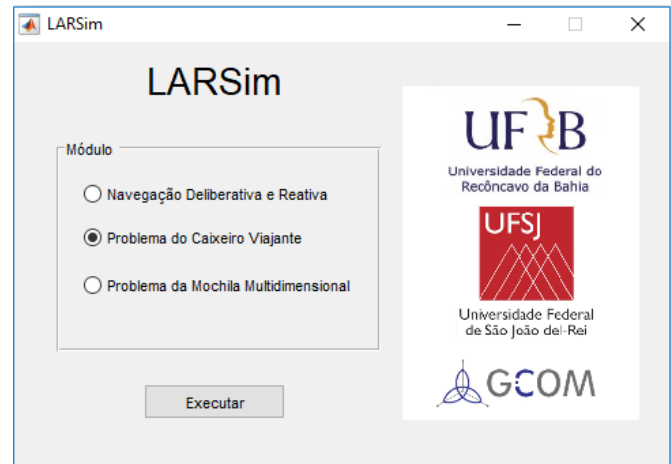 LARSim
LARSim
Módulo
Navegação Deliberativa e Reativa
Problema do Caixeiro Viajante
Problema da Mochila Multidimensional
Executar
UFRB
Universidade Federal do
Recôncavo da Bahia
UFSJ
Universidade Federal
de São João del-Rei
GCOM